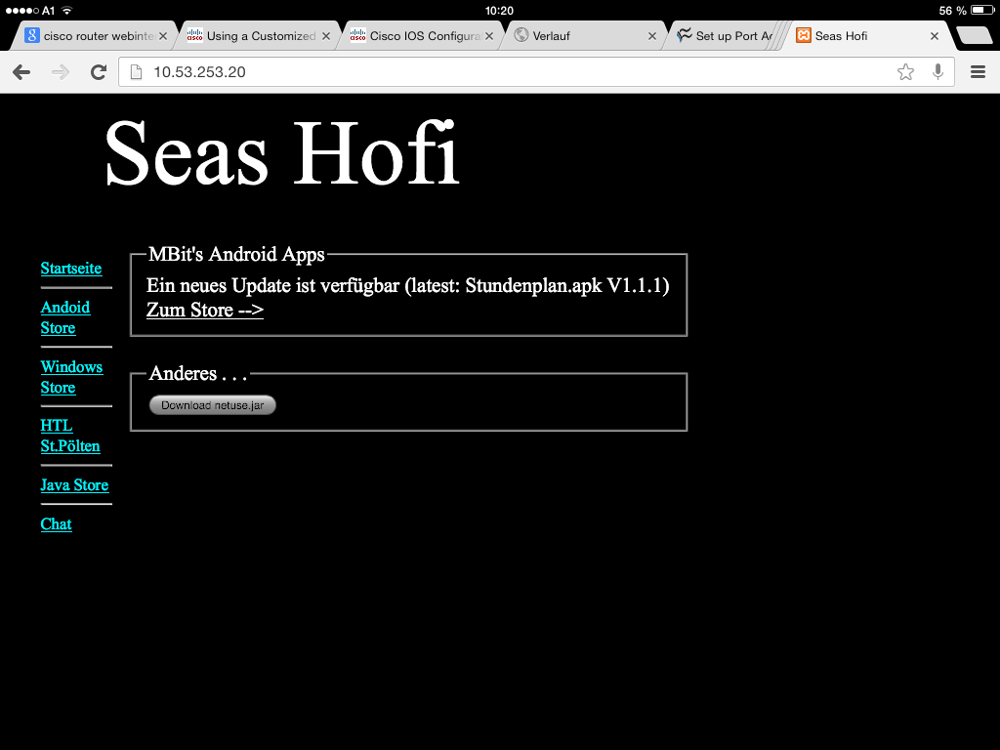 A1 10:20 56 %
cisco router webinte Using a Customized Cisco IOS Configura Verlauf Set up Port Seas Hofi
10.53.253.20
Seas Hofi
Startseite
Andoid
Store
Windows
Store
HTL
St.Pölten
Java Store
Chat
MBit's Android Apps
Ein neues Update ist verfügbar (latest: Stundenplan.apk V1.1.1)
Zum Store -->
Anderes . . .
Download netuse.jar